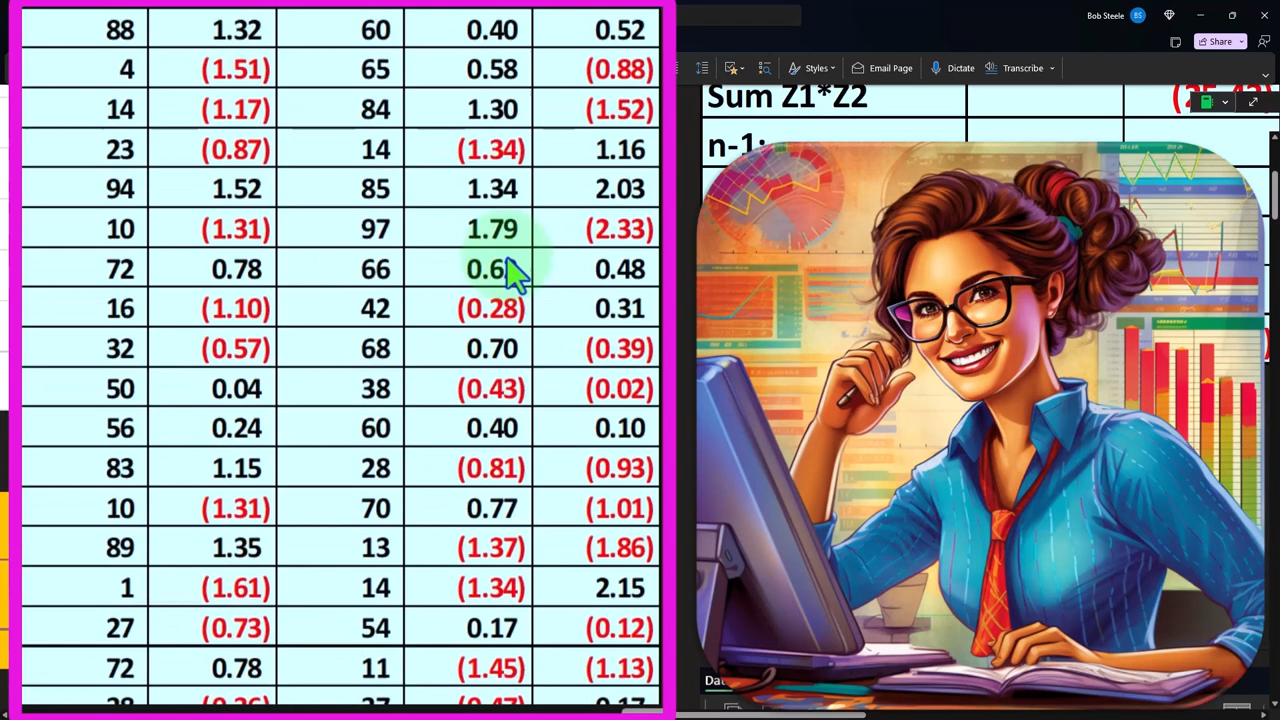 Bob Steele BS
Share
Styles Email Page Dictate Transcribe
88 1.32 60 0.40 0.52
4 (1.51) 65 0.58 (0.88)
14 (1.17) 84 1.30 (1.52)
23 (0.87) 14 (1.34) 1.16
94 1.52 85 1.34 2.03
10 (1.31) 97 1.79 (2.33)
72 0.78 66 0.48
16 (1.10) 42 (0.28) 0.31
32 (0.57) 68 0.70 (0.39)
50 0.04 38 (0.43) (0.02)
56 0.24 60 0.40 0.10
83 1.15 28 (0.81) (0.93)
10 (1.31) 70 0.77 (1.01)
89 1.35 13 (1.37) (1.86)
1 (1.61) 14 (1.34) 2.15
27 (0.73) 54 0.17 (0.12)
72 0.78 11 (1.45) (1.13)
Sum Z1*Z2
n-1: